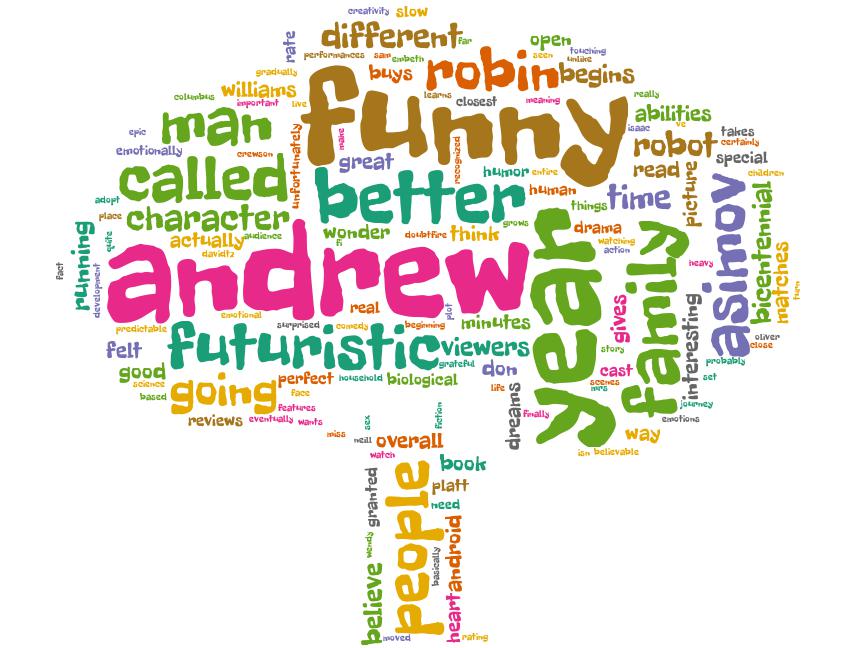 creativity slow
different far
rate
performances sam embeth
open
seen touching
unlike
gradually
buys
robin
begins
williams
learns closest meaning
really
columbus
important
live
funny
abilities
isaac ve
man
make
epic
emotionally
crewson
unfortunately
great
recognized
humor entire
robot
takes
certainly
read
special
picture
children
called
better
human
things
time
adopt
place
character
audience
wonder
fi
doubtfire
think
grows
drama
watching
action
asimov
bicentennial
matches
turn
running
quite
actually
davidtz
fact
development
andrew
year
family
heavy
emotional
real
plot
gives
interesting
predictable
surprised comedy beginning
minutes
story
oliver
close
felt
futuristic
viewers
grateful
don
cast
scenes
mrs
probably
set
good
science
based
going
perfect
household
biological
life
face
features
journey
emotions
reviews
eventually wants
dreams
finally
sex
fiction
miss
neill
overall
way
isn believable
watch
book
granted
people
platt
need
believe
wendy
basically
android
heart
moved
rating